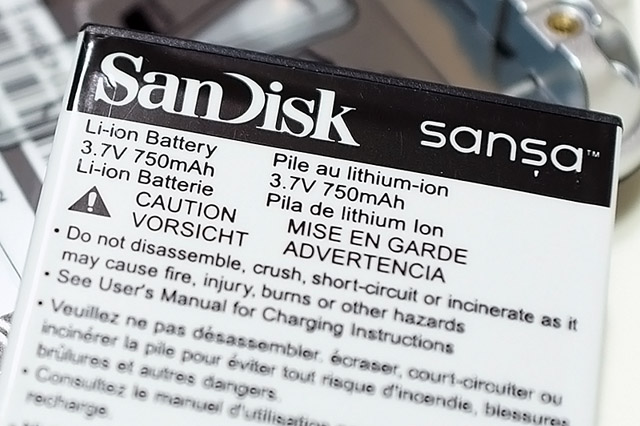 SanDisk sansa™
Li-ion Battery
3.7V 750mAh
Li-ion Batterie
Pile au lithium-ion
3.7V 750mAh
Pila de lithium Ion
CAUTION
VORSICHT
MISE EN GARDE
ADVERTENCIA
• Do not disassemble, crush, short-circuit or incinerate as it
may cause fire, injury, burns or other hazards
• See User's Manual for Charging Instructions
• Veuillez ne pas désassembler, écraser, court-circuiter ou
incinérer la pile pour éviter tout risque d'incendie, blessures
brûlures et autres dangers.
• Consultez le manuel d'utilisation
recharge.